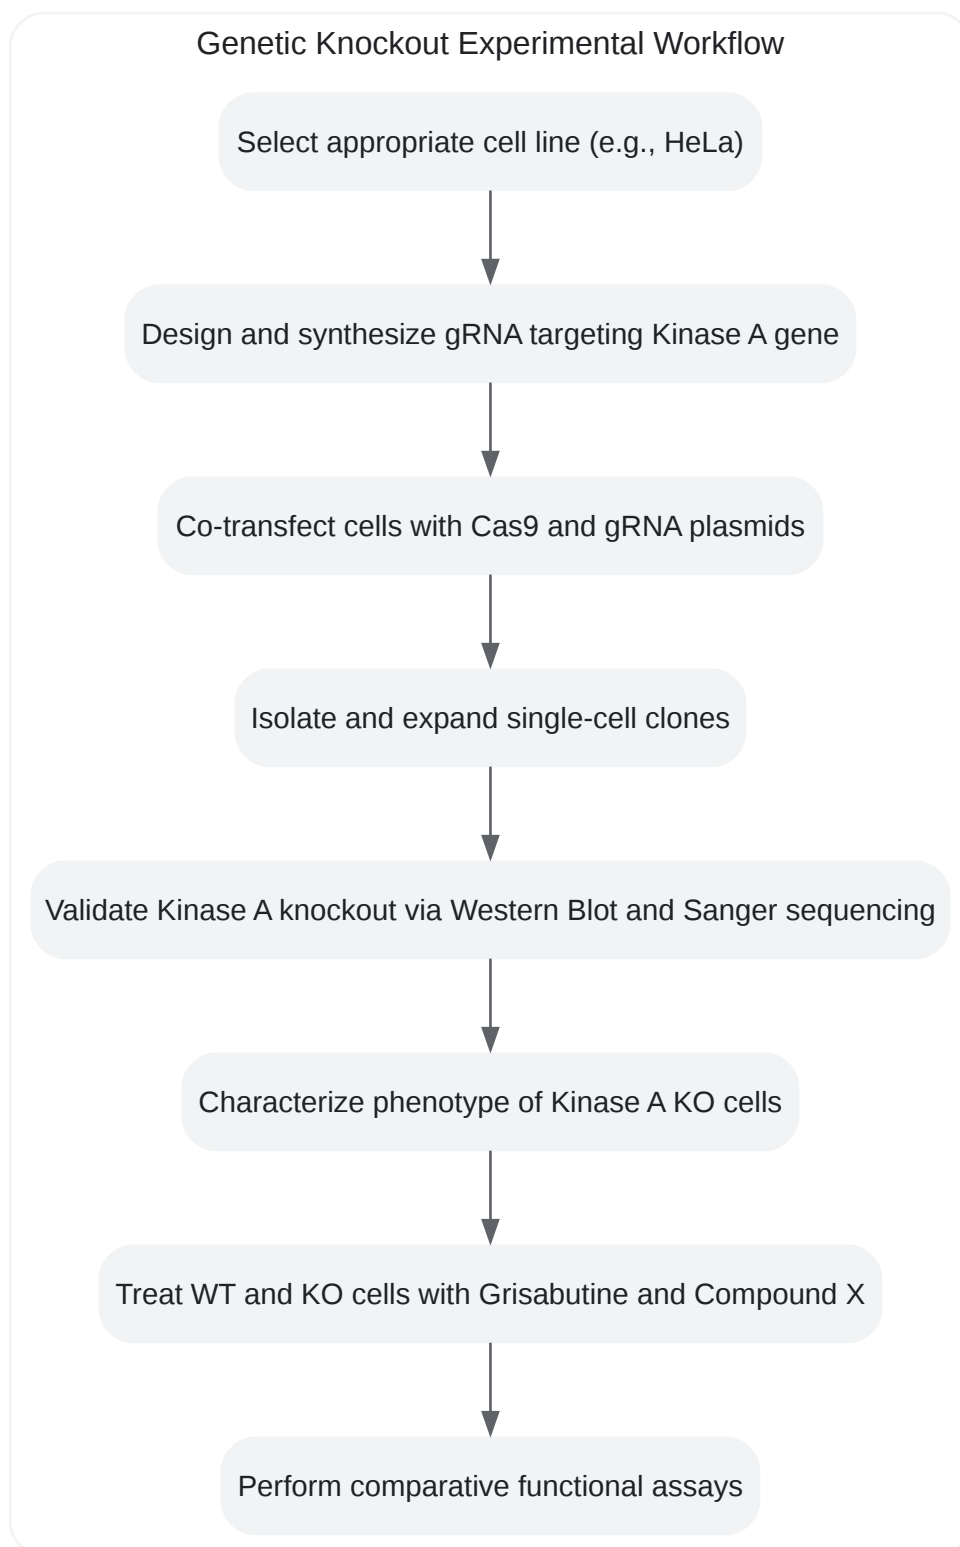 Genetic Knockout Experimental Workflow
Select appropriate cell line (e.g., HeLa)
Design and synthesize gRNA targeting Kinase A gene
Co-transfect cells with Cas9 and gRNA plasmids
Isolate and expand single-cell clones
Validate Kinase A knockout via Western Blot and Sanger sequencing
Characterize phenotype of Kinase A KO cells
Treat WT and KO cells with Grisabutine and Compound X
Perform comparative functional assays